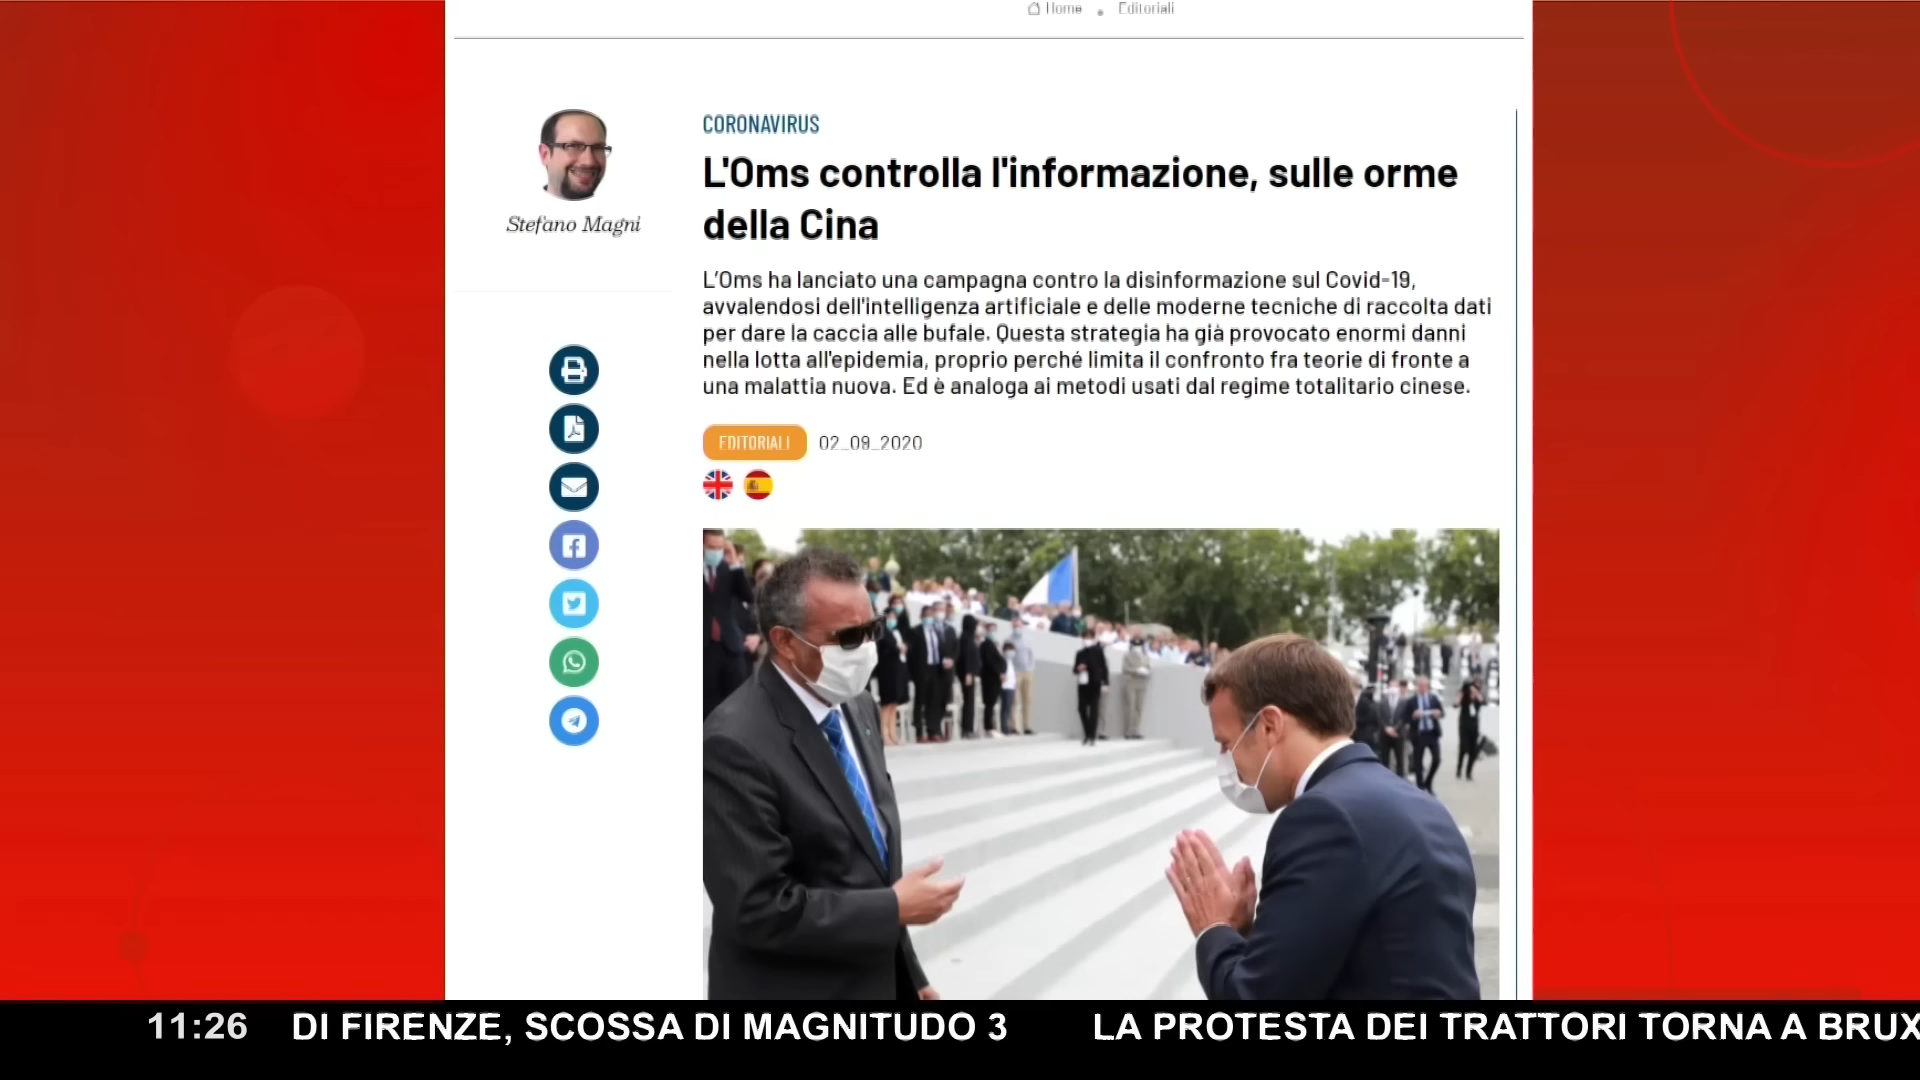 Home
Editoriali
CORONAVIRUS
L'Oms controlla l'informazione, sulle orme
della Cina
Stefano Magni
L'Oms ha lanciato una campagna contro la disinformazione sul Covid-19,
avvalendosi dell'intelligenza artificiale e delle moderne tecniche di raccolta dati
per dare la caccia alle bufale. Questa strategia ha già provocato enormi danni
nella lotta all'epidemia, proprio perché limita il confronto fra teorie di fronte a
una malattia nuova. Ed è analoga ai metodi usati dal regime totalitario cinese.
EDITORIALI 02_09_2020
11:26 DI FIRENZE, SCOSSA DI MAGNITUDO 3 LA PROTESTA DEI TRATTORI TORNA A BRUX